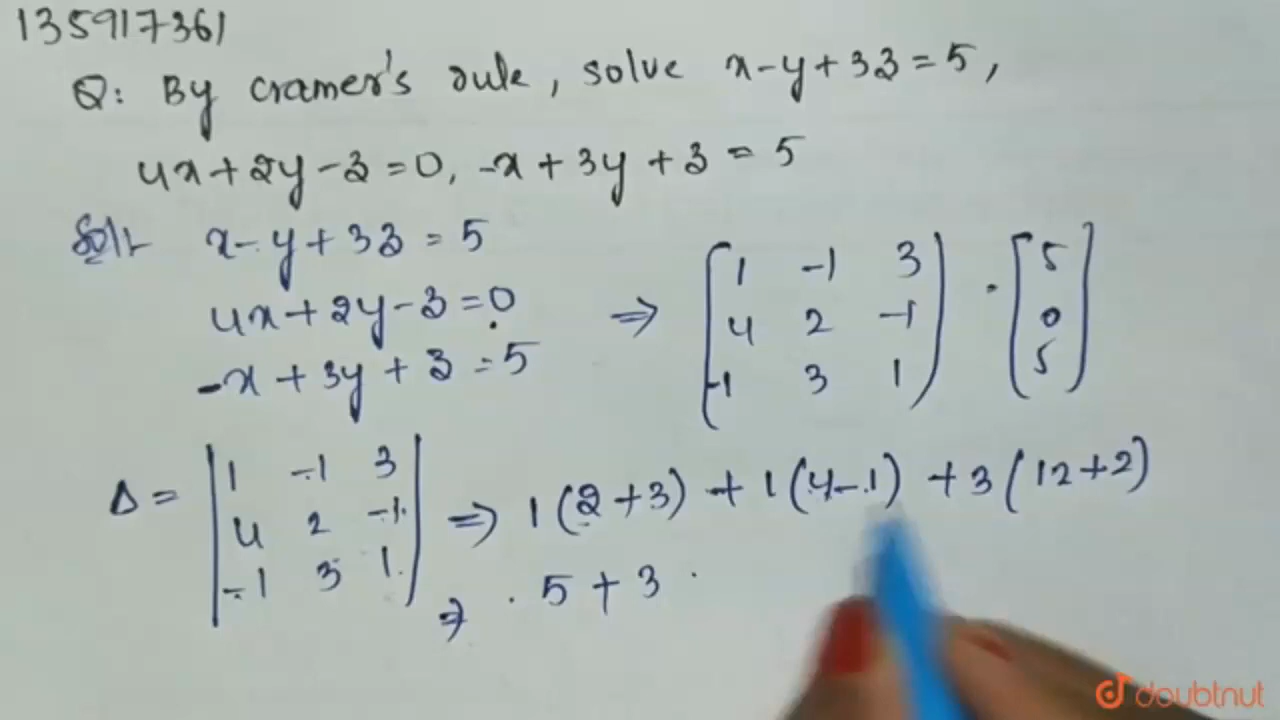 135917361
Q: By cramer's rule, solve x-y+3z=5,
4x+2y-z=0, -x+3y+z=5
Sol:- x-y+3z=5
4x+2y-z=0
-x+3y+z=5
⇒ [1 -1 3
4 2 -1
-1 3 1] · [5
0
5]
Δ = |1 -1 3
4 2 -1
-1 3 1| ⇒ 1(2+3)+1(4-1)+3(12+2)
⇒ 5+3
doubtnut